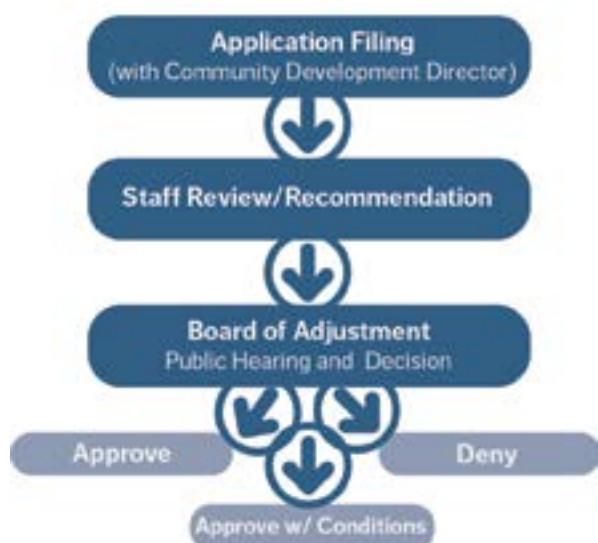 Application Filing
(with Community Development Director)
Staff Review/Recommendation
Board of Adjustment
Public Hearing and Decision
Approve
Deny
Approve w/ Conditions